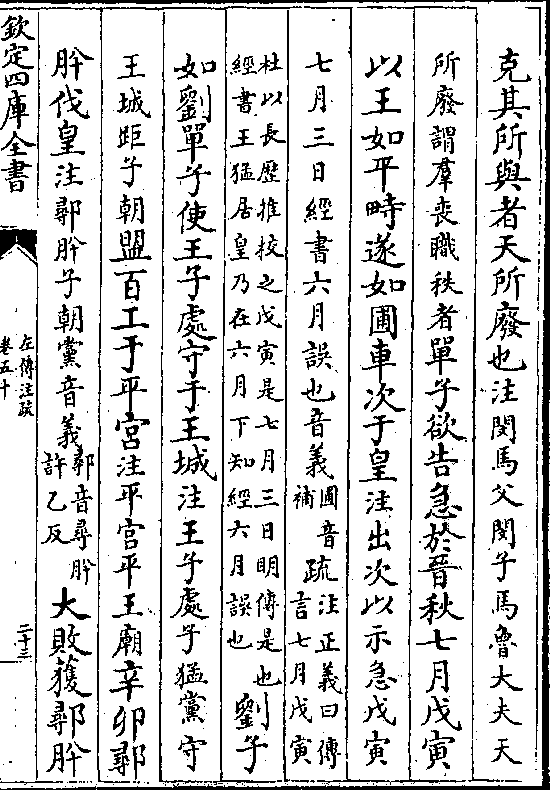 克其所與者天所廢也注閔馬父閔子馬魯大夫天
所廢謂羣喪職秩者單子欲告急於晉秋七月戊寅
以王如平畤遂如圃車次于皇注出次以示急戊寅
七月三日經書六月誤也音義圃音補疏注正義曰傳言七月戊寅
杜以長歷推校之戊寅是七月三日明傳是也經書王猛居皇乃在六月下知經六月誤也劉子
如劉單子使王子處守于王城注王子處子猛黨守
王城距子朝盟百工于平宮注平宮平王廟辛卯鄩
肸伐皇注鄩肸子朝黨音義鄩音尋肸許乙反大敗獲鄩肸
欽定四庫全書
左傳注疏
卷五十
二十三